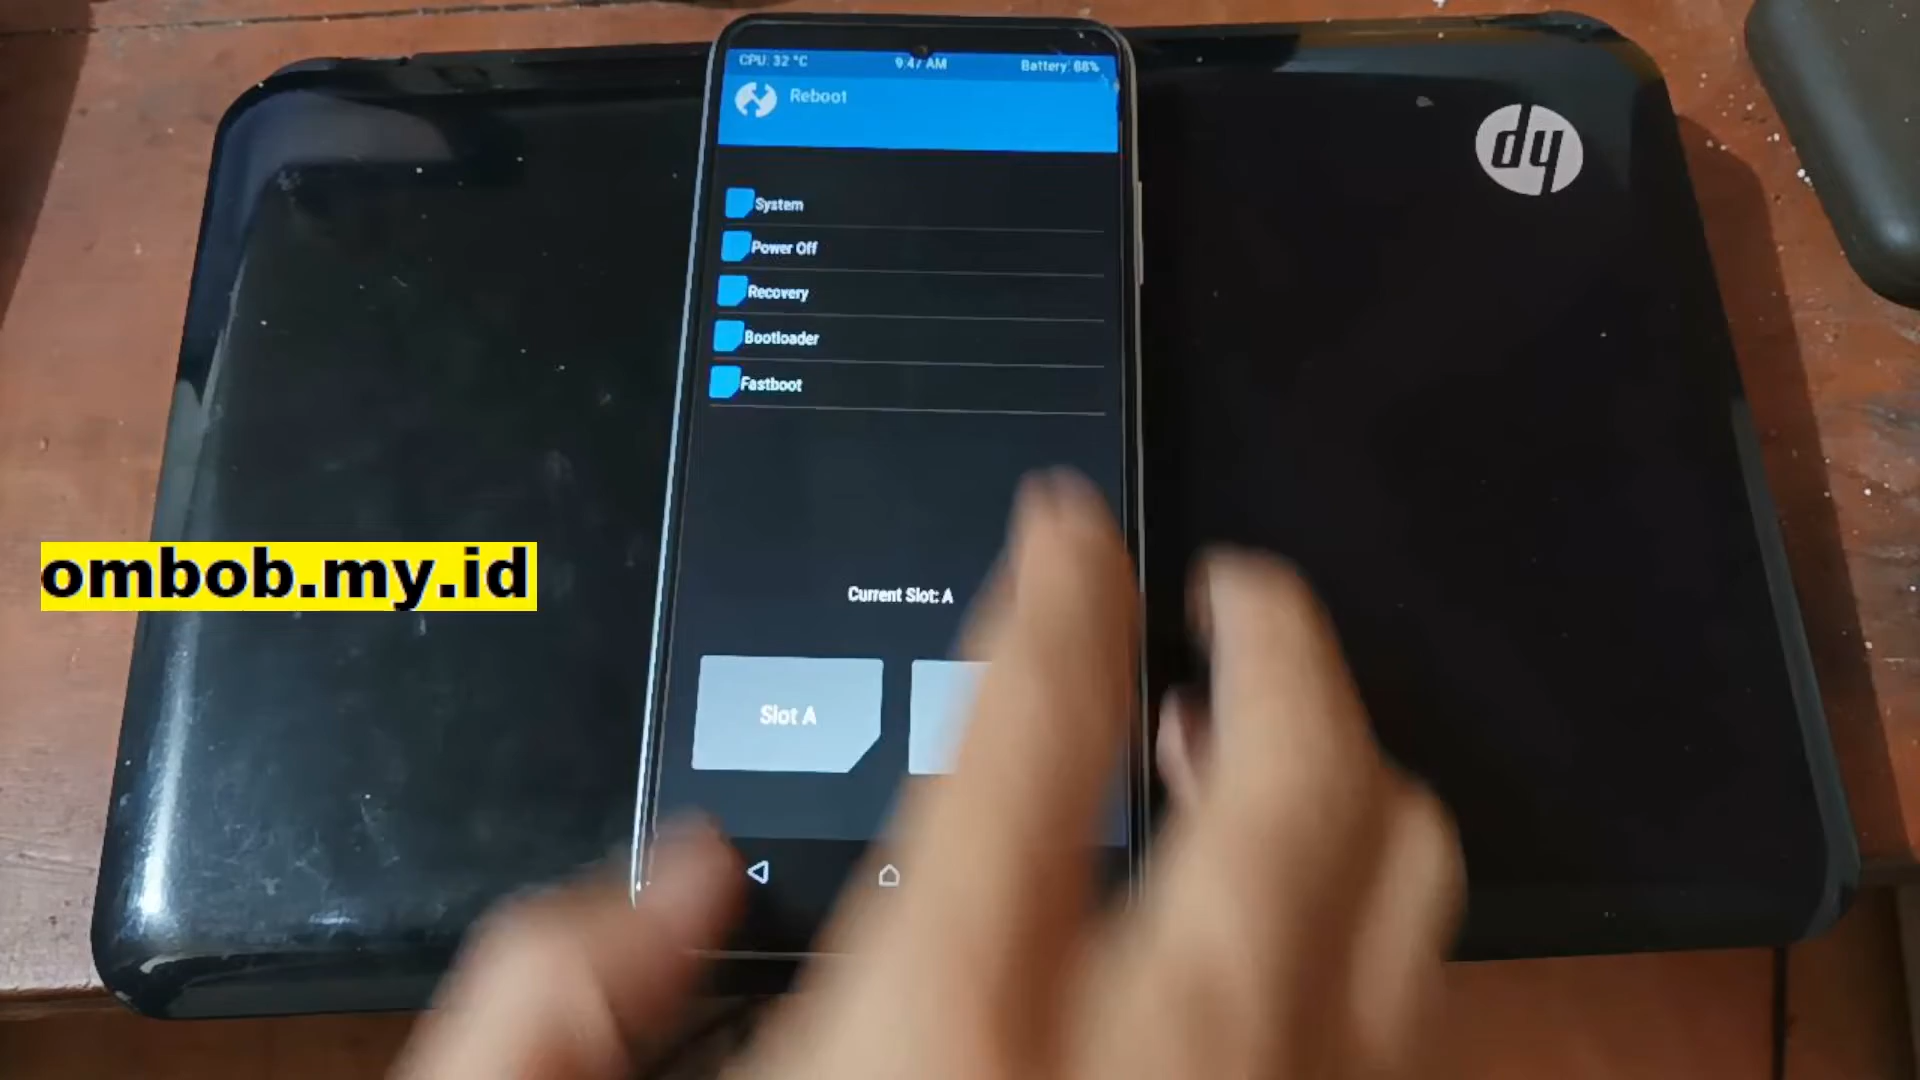 CPU: 32 °C
9:47 AM
Battery: 88%
Reboot
System
Power Off
Recovery
Bootloader
Fastboot
Current Slot: A
Slot A
hp
ombob.my.id